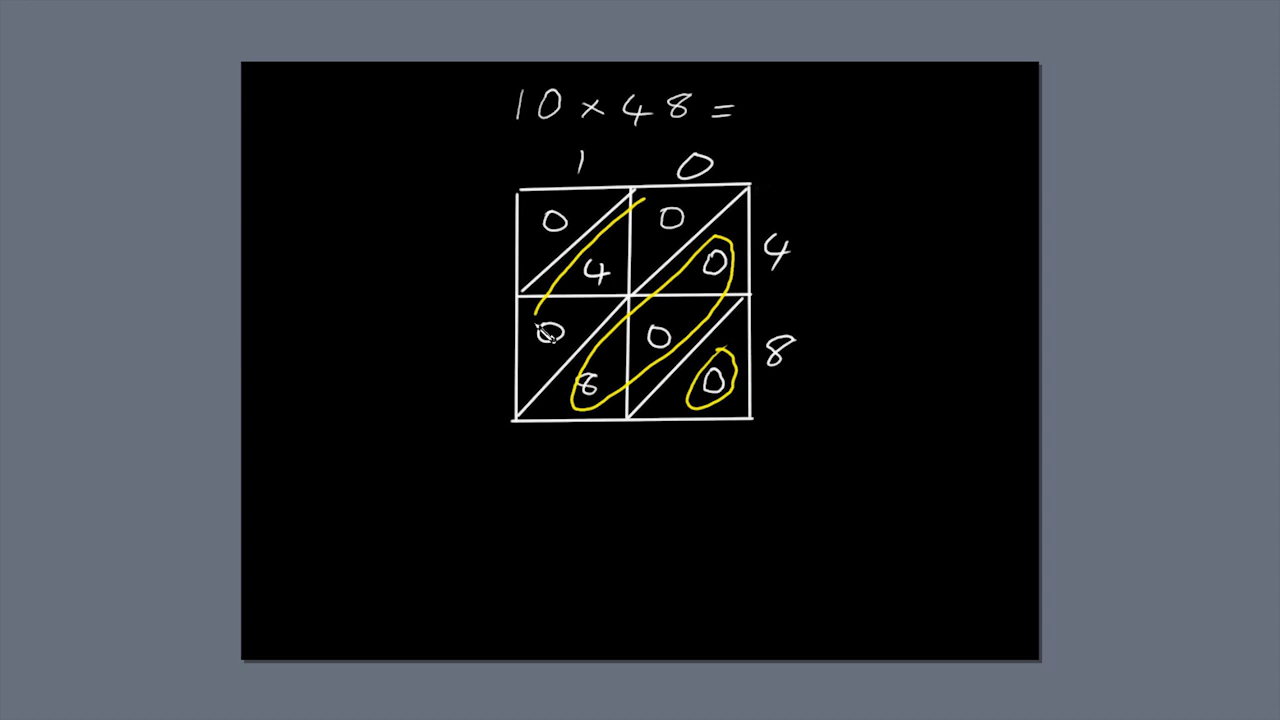 10 × 48 =
1 0
0 0
4 0 4
0 0 8
8 0